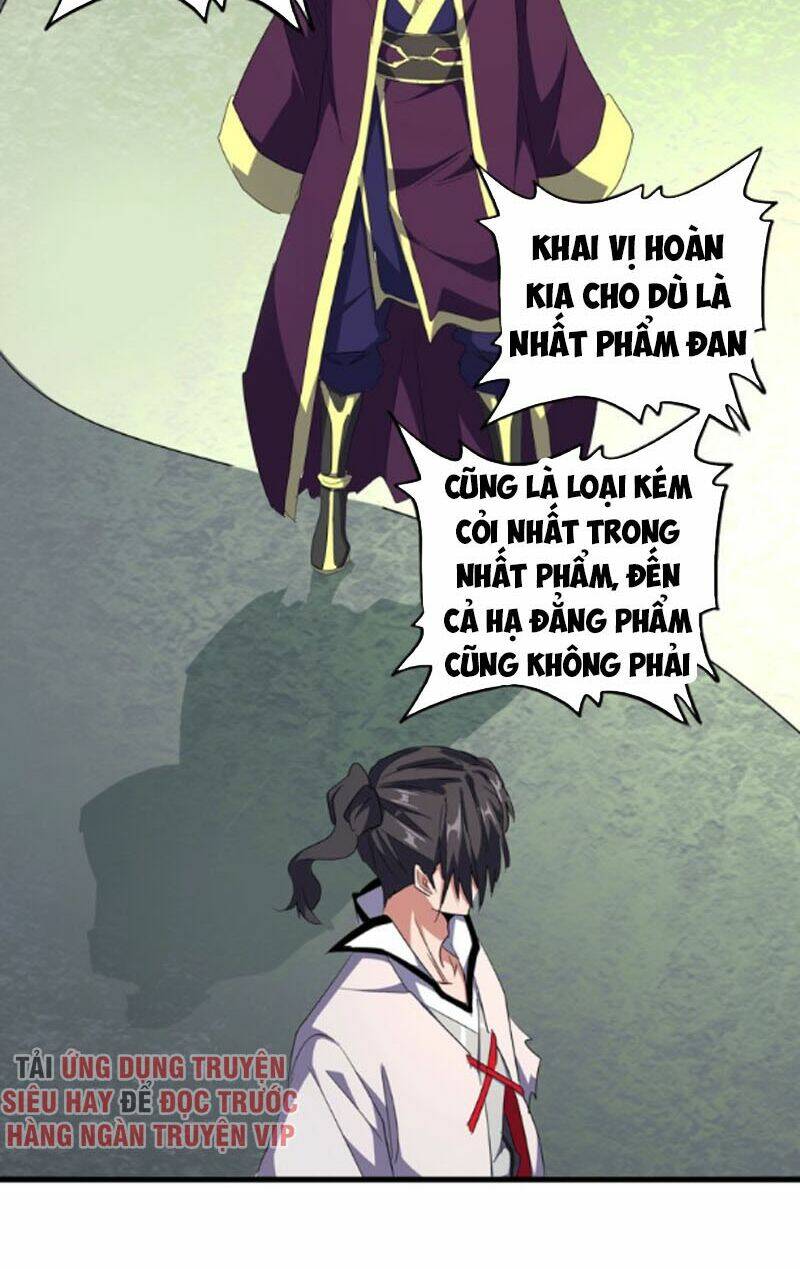 KHAI VỊ HOÀN
KIA CHO DÙ LÀ
NHẤT PHẨM ĐAN
CŨNG LÀ LOẠI KÉM
CỎI NHẤT TRONG
NHẤT PHẨM, ĐẾN
CẢ HẠ ĐẲNG PHẨM
CŨNG KHÔNG PHẢI
TẢI ỨNG DỤNG TRUYỆN
SIÊU HAY ĐỂ ĐỌC TRƯỚC
HÀNG NGÀN TRUYỆN VIP